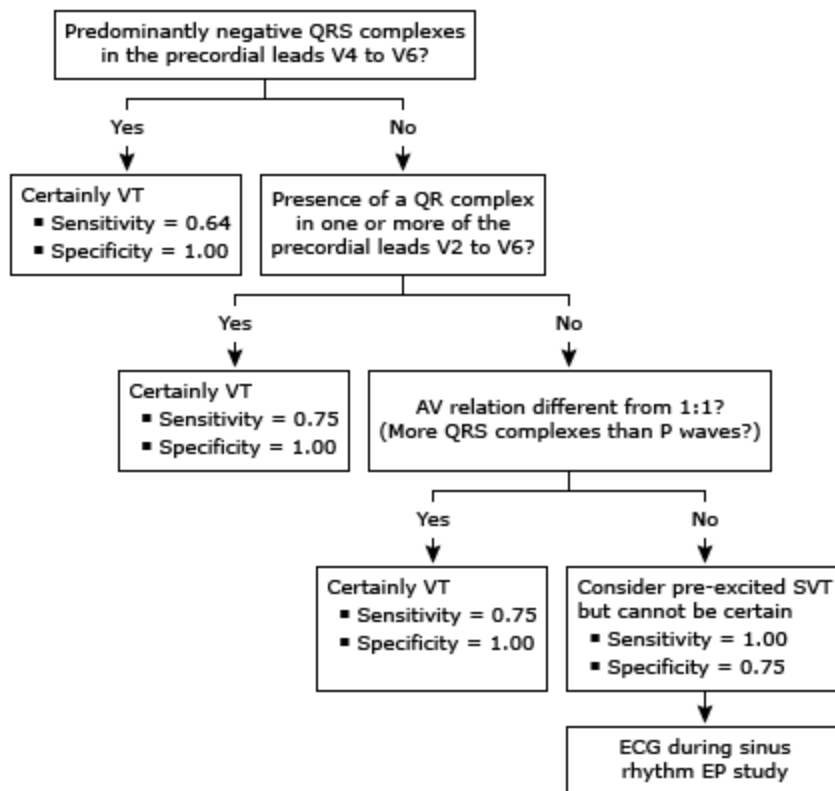 Predominantly negative QRS complexes
in the precordial leads V4 to V6?
Yes
No
Certainly VT
▪ Sensitivity = 0.64
▪ Specificity = 1.00
Presence of a QR complex
in one or more of the
precordial leads V2 to V6?
Yes
No
Certainly VT
▪ Sensitivity = 0.75
▪ Specificity = 1.00
AV relation different from 1:1?
(More QRS complexes than P waves?)
Yes
No
Certainly VT
▪ Sensitivity = 0.75
▪ Specificity = 1.00
Consider pre-excited SVT
but cannot be certain
▪ Sensitivity = 1.00
▪ Specificity = 0.75
ECG during sinus
rhythm EP study